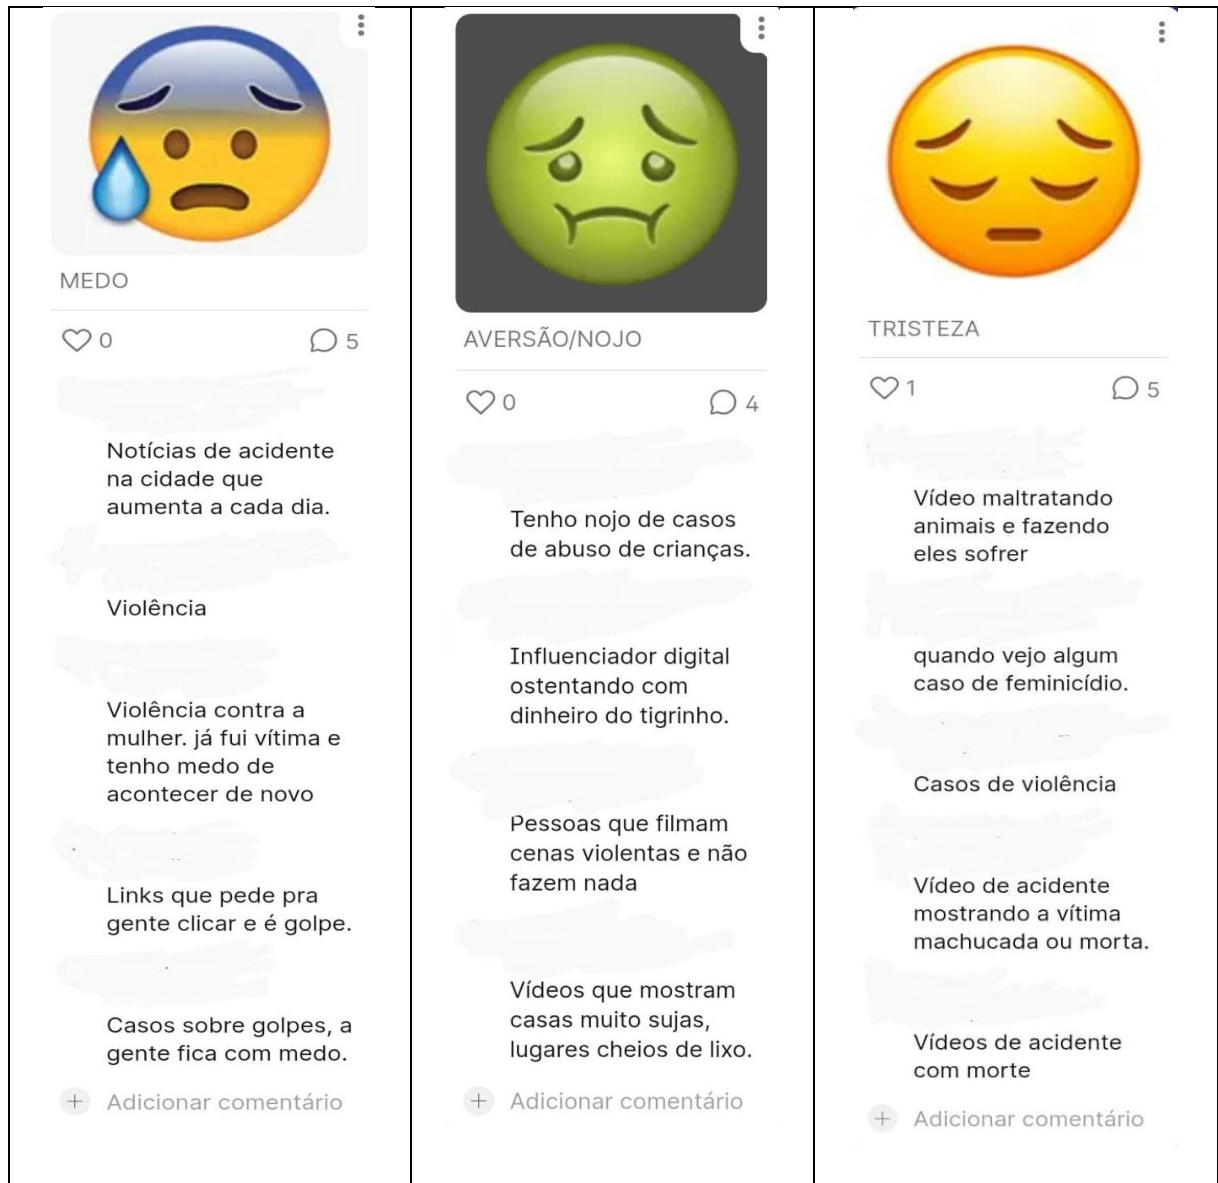 MEDO
0 5
Notícias de acidente
na cidade que
aumenta a cada dia.
Violência
Violência contra a
mulher. já fui vítima e
tenho medo de
acontecer de novo
Links que pede pra
gente clicar e é golpe.
Casos sobre golpes, a
gente fica com medo.
Adicionar comentário
AVERSÃO/NOJO
0 4
Tenho nojo de casos
de abuso de crianças.
Influenciador digital
ostentando com
dinheiro do tigrinho.
Pessoas que filmam
cenas violentas e não
fazem nada
Vídeos que mostram
casas muito sujas,
lugares cheios de lixo.
Adicionar comentário
TRISTEZA
1 5
Vídeo maltratando
animais e fazendo
eles sofrer
quando vejo algum
caso de feminicídio.
Casos de violência
Vídeo de acidente
mostrando a vítima
machucada ou morta.
Vídeos de acidente
com morte
Adicionar comentário